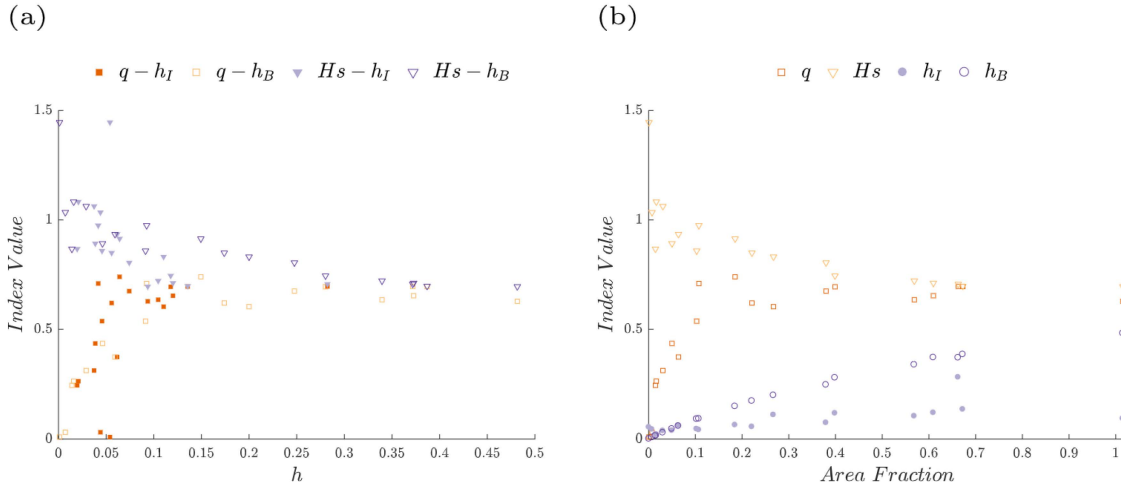 (a)
q − h_I q − h_B Hs − h_I Hs − h_B
1.5
1
0.5
0
Index Value
0 0.05 0.1 0.15 0.2 0.25 0.3 0.35 0.4 0.45 0.5
h
(b)
q Hs h_I h_B
1.5
1
0.5
0
Index Value
0 0.1 0.2 0.3 0.4 0.5 0.6 0.7 0.8 0.9 1
Area Fraction